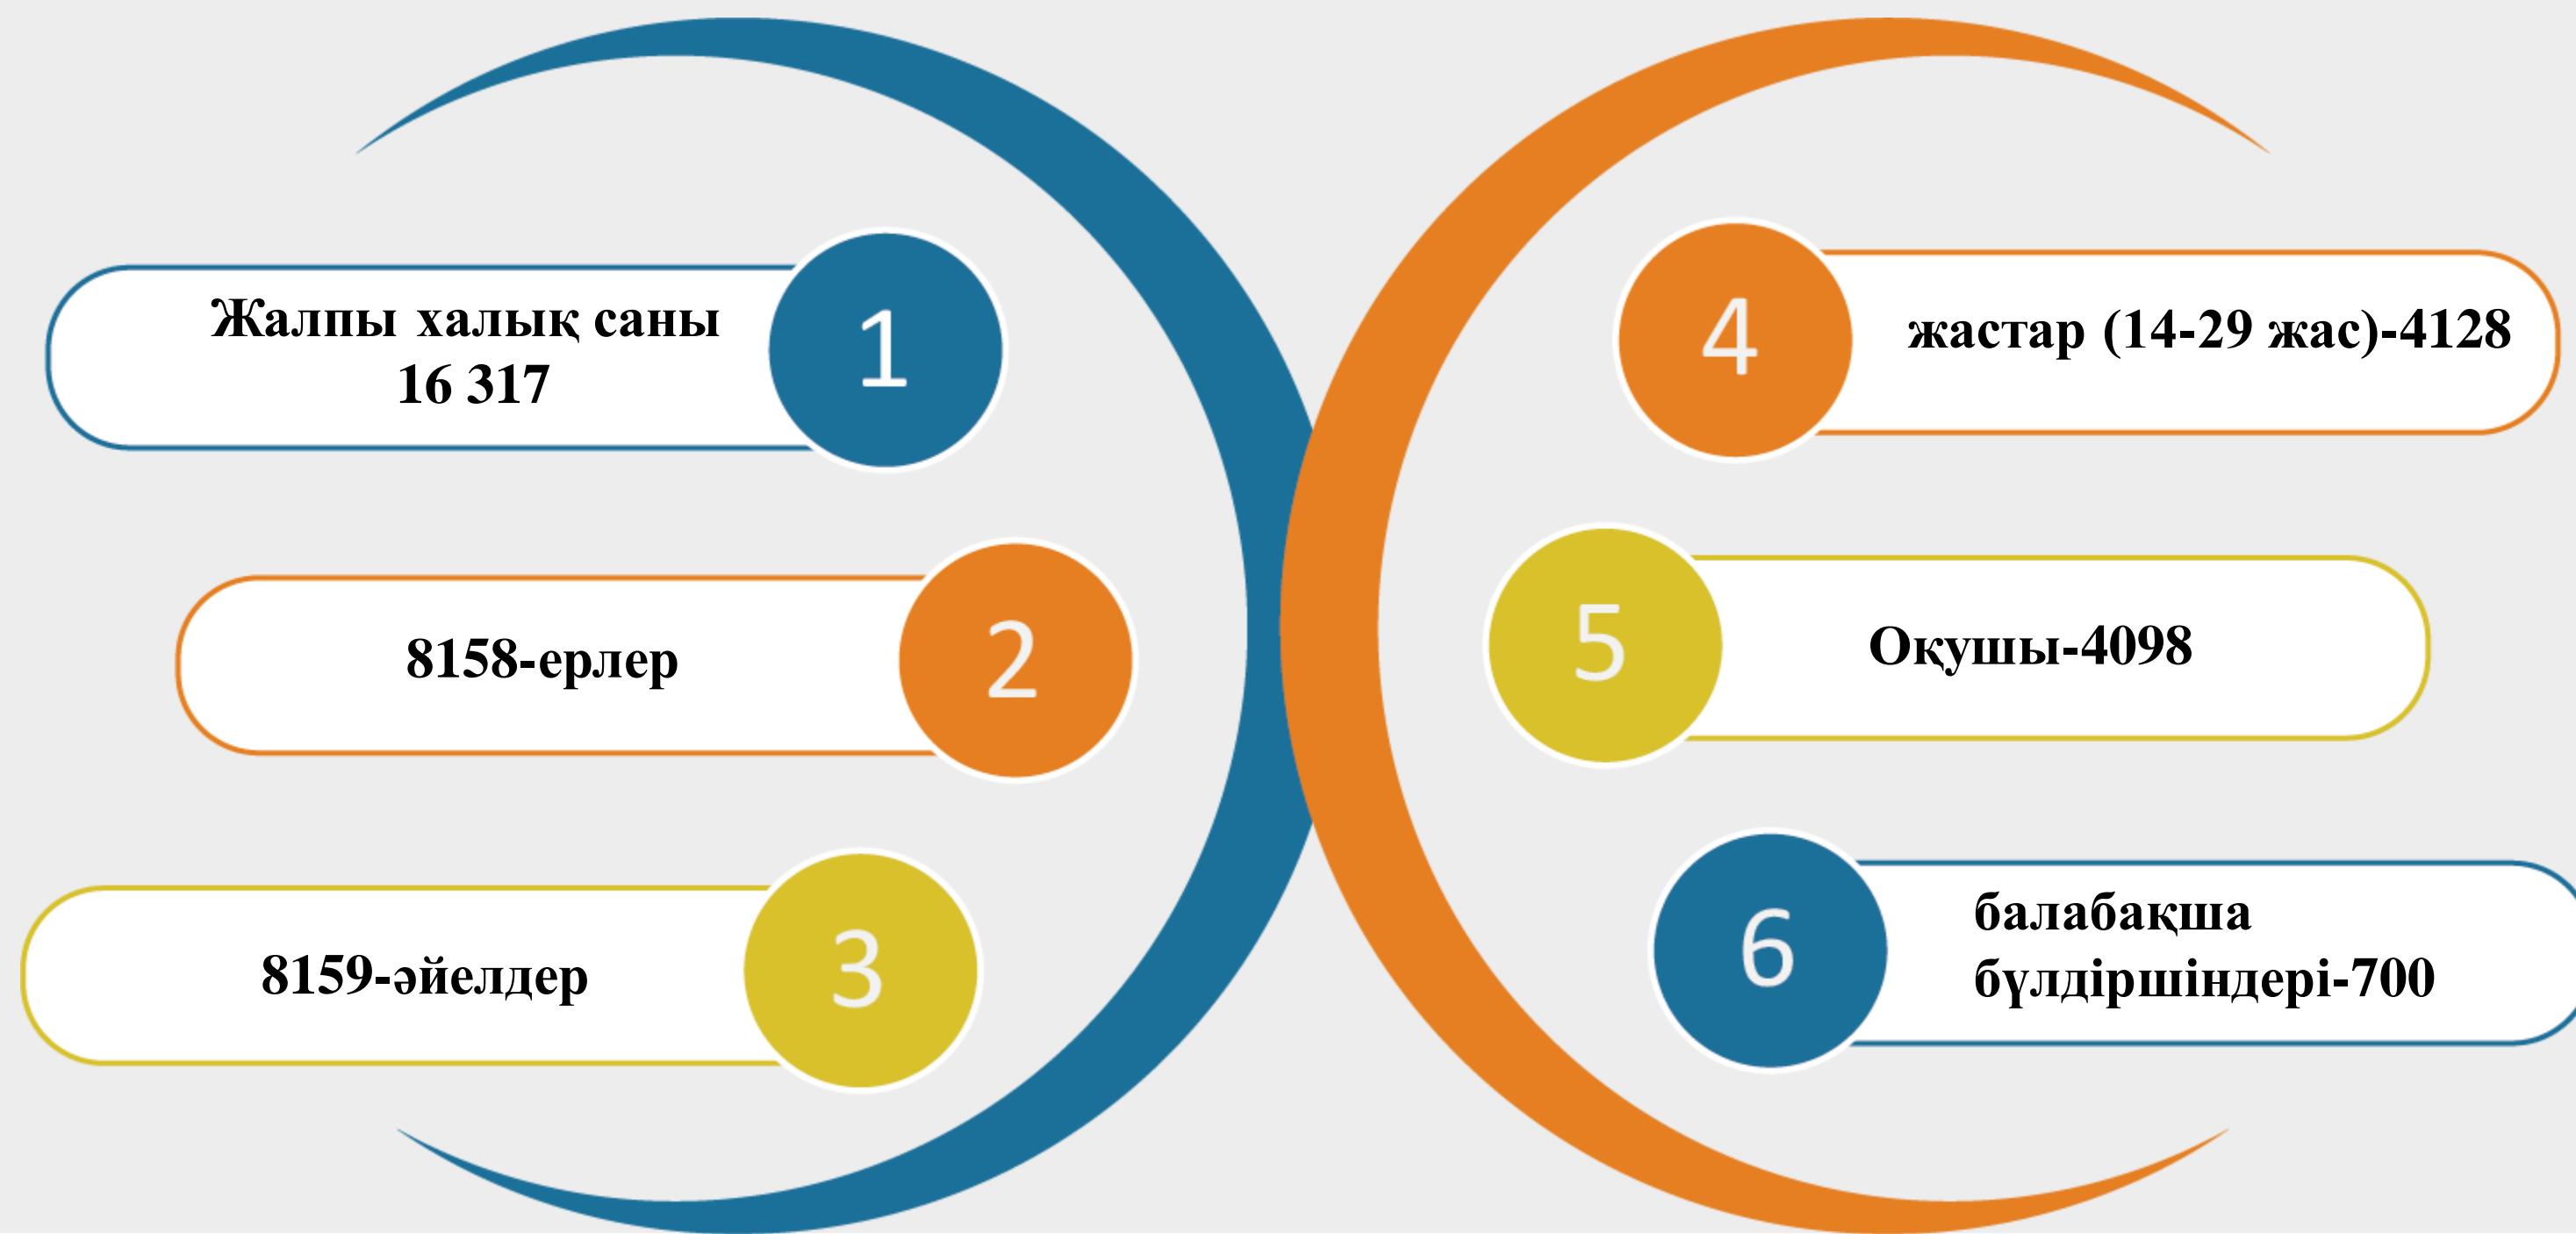 Жалпы халық саны
16 317
1
8158-ерлер
2
8159-әйелдер
3
4
жастар (14-29 жас)-4128
5
Оқушы-4098
6
балабақша
бүлдіршіндері-700